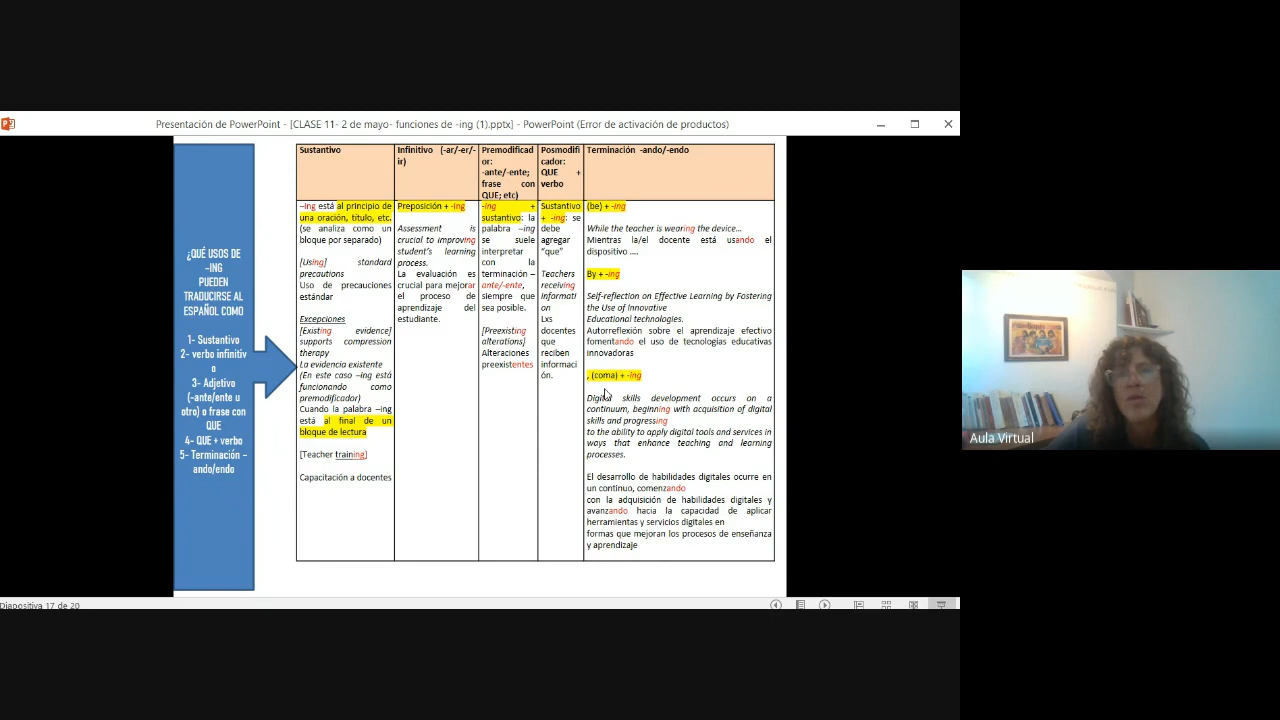 Presentación de PowerPoint - [CLASE 11- 2 de mayo- funciones de -ing (1).pptx] - PowerPoint (Error de activación de productos)
¿QUÉ USOS DE
–ING
PUEDEN
TRADUCIRSE AL
ESPAÑOL COMO
1- Sustantivo
2- verbo infinitiv
o
3- Adjetivo
(-ante/ente u
otro) o frase con
QUE
4- QUE + verbo
5- Terminación –
ando/endo
Sustantivo
–ing está al principio de
una oración, título, etc.
(se analiza como un
bloque por separado)
[Using] standard
precautions
Uso de precauciones
estándar
Excepciones
[Existing evidence]
supports compression
therapy
La evidencia existente
(En este caso –ing está
funcionando como
premodificador)
Cuando la palabra –ing
está al final de un
bloque de lectura
[Teacher training]
Capacitación a docentes
Infinitivo (-ar/-er/-
ir)
Preposición + -ing
Assessment is
crucial to improving
student’s learning
process.
La evaluación es
crucial para mejorar
el proceso de
aprendizaje del
estudiante.
Premodificad
or:
-ante/-ente;
frase con
QUE; etc)
-ing +
sustantivo: la
palabra –ing
se suele
interpretar
con la
terminación –
ante/-ente,
siempre que
sea posible.
[Preexisting
alterations]
Alteraciones
preexistentes
Posmodifi
cador:
QUE +
verbo
Sustantivo
+ -ing: se
debe
agregar
“que”
Teachers
receiving
informati
on
Lxs
docentes
que
reciben
informaci
ón.
Terminación -ando/-endo
(be) + -ing
While the teacher is wearing the device…
Mientras la/el docente está usando el
dispositivo ….
By + -ing
Self-reflection on Effective Learning by Fostering
the Use of Innovative
Educational technologies.
Autorreflexión sobre el aprendizaje efectivo
fomentando el uso de tecnologías educativas
innovadoras
, (coma) + -ing
Digital skills development occurs on a
continuum, beginning with acquisition of digital
skills and progressing
to the ability to apply digital tools and services in
ways that enhance teaching and learning
processes.
El desarrollo de habilidades digitales ocurre en
un continuo, comenzando
con la adquisición de habilidades digitales y
avanzando hacia la capacidad de aplicar
herramientas y servicios digitales en
formas que mejoran los procesos de enseñanza
y aprendizaje
Diapositiva 17 de 20
Aula Virtual